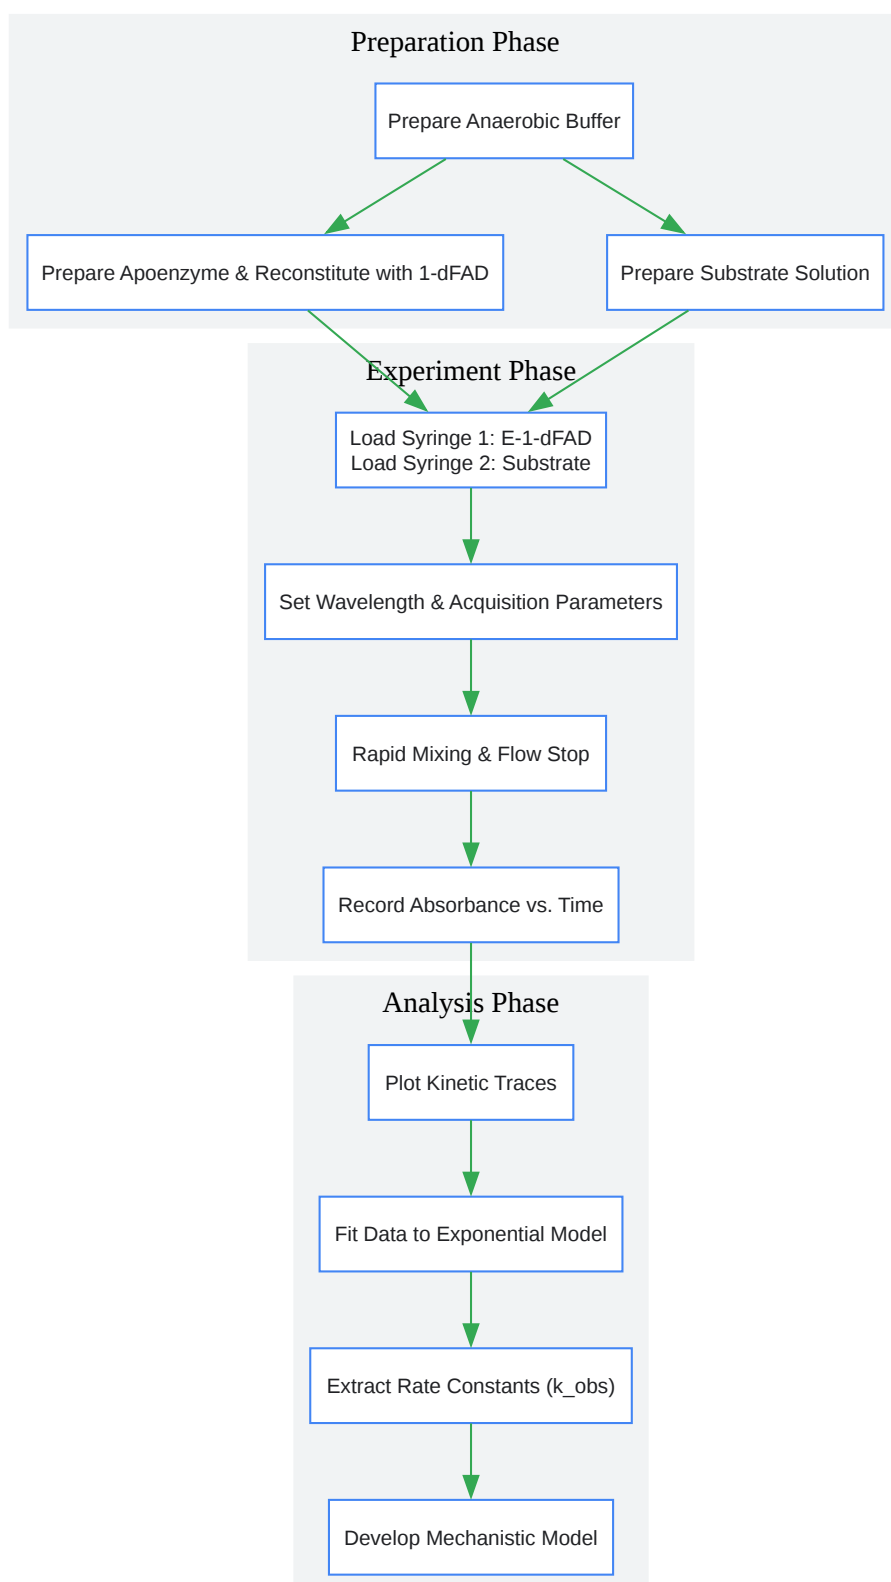 Preparation Phase
Prepare Anaerobic Buffer
Prepare Apoenzyme & Reconstitute with 1-dFAD
Prepare Substrate Solution
Experiment Phase
Load Syringe 1: E-1-dFAD
Load Syringe 2: Substrate
Set Wavelength & Acquisition Parameters
Rapid Mixing & Flow Stop
Record Absorbance vs. Time
Analysis Phase
Plot Kinetic Traces
Fit Data to Exponential Model
Extract Rate Constants (k_obs)
Develop Mechanistic Model